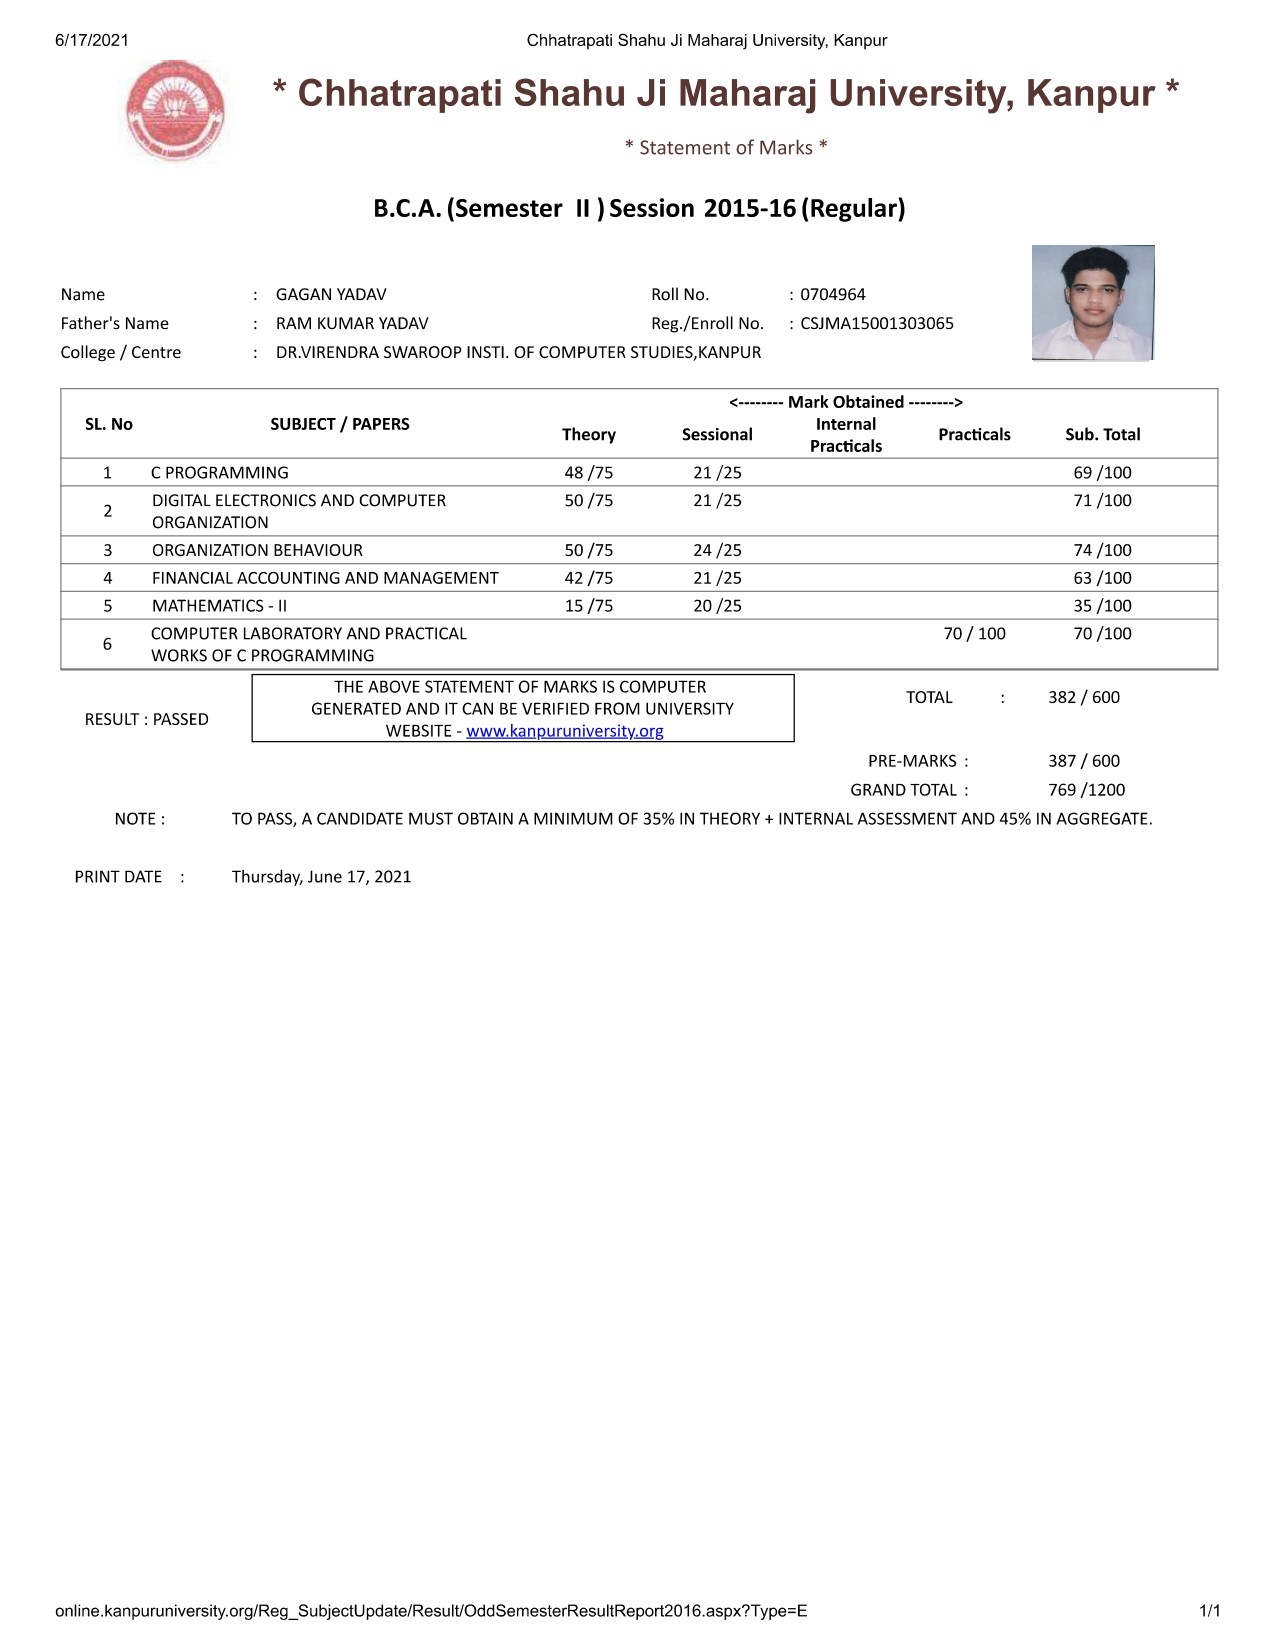 6/17/2021 Chhatrapati Shahu Ji Maharaj University, Kanpur
* Chhatrapati Shahu Ji Maharaj University, Kanpur *
* Statement of Marks *
B.C.A. (Semester II ) Session 2015-16 (Regular)
Name : GAGAN YADAV Roll No. : 0704964
Father's Name : RAM KUMAR YADAV Reg./Enroll No. : CSJMA15001303065
College / Centre : DR.VIRENDRA SWAROOP INSTI. OF COMPUTER STUDIES,KANPUR
<-------- Mark Obtained -------->
SL. No SUBJECT / PAPERS Theory Sessional Internal Practicals Practicals Sub. Total
1 C PROGRAMMING 48 /75 21 /25 69 /100
2 DIGITAL ELECTRONICS AND COMPUTER 50 /75 21 /25 71 /100
ORGANIZATION
3 ORGANIZATION BEHAVIOUR 50 /75 24 /25 74 /100
4 FINANCIAL ACCOUNTING AND MANAGEMENT 42 /75 21 /25 63 /100
5 MATHEMATICS - II 15 /75 20 /25 35 /100
6 COMPUTER LABORATORY AND PRACTICAL 70 / 100 70 /100
WORKS OF C PROGRAMMING
RESULT : PASSED
THE ABOVE STATEMENT OF MARKS IS COMPUTER
GENERATED AND IT CAN BE VERIFIED FROM UNIVERSITY
WEBSITE - www.kanpuruniversity.org
TOTAL : 382 / 600
PRE-MARKS : 387 / 600
GRAND TOTAL : 769 /1200
NOTE : TO PASS, A CANDIDATE MUST OBTAIN A MINIMUM OF 35% IN THEORY + INTERNAL ASSESSMENT AND 45% IN AGGREGATE.
PRINT DATE : Thursday, June 17, 2021
online.kanpuruniversity.org/Reg_SubjectUpdate/Result/OddSemesterResultReport2016.aspx?Type=E 1/1